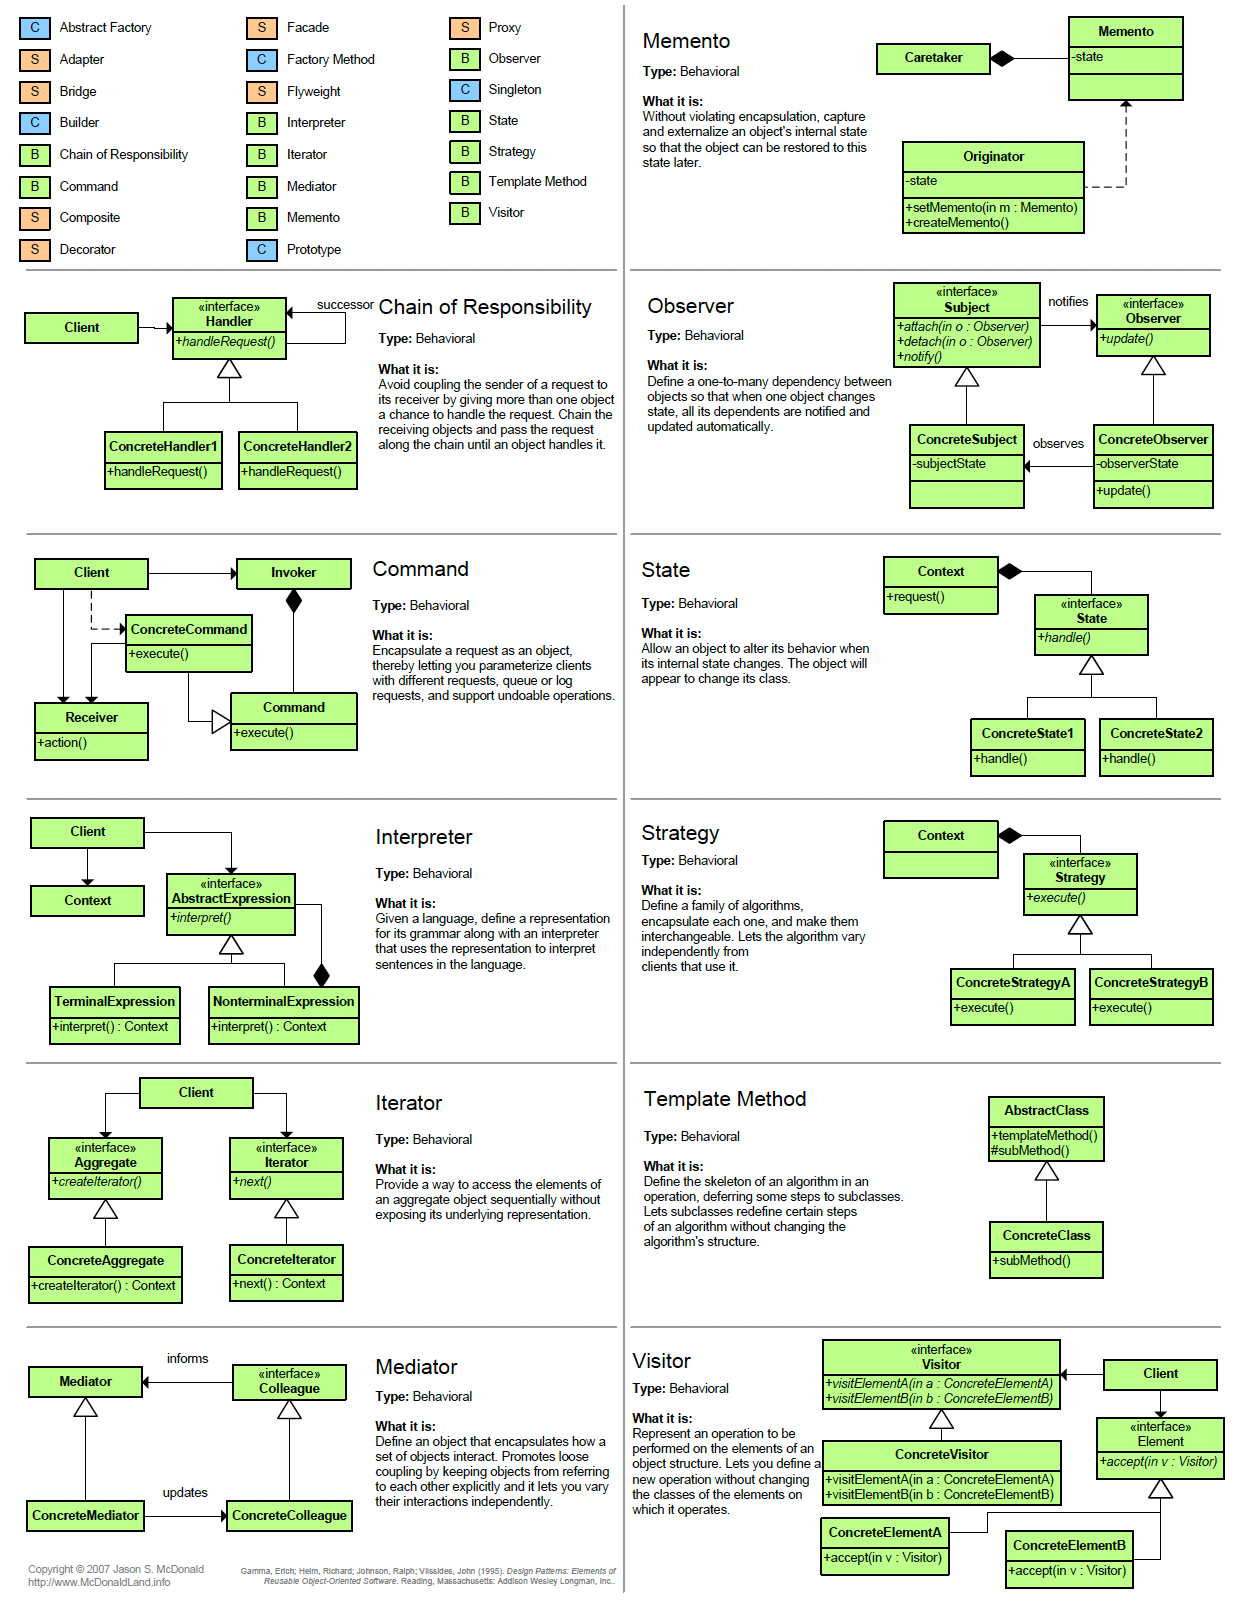 C Abstract Factory
S Adapter
S Bridge
C Builder
B Chain of Responsibility
B Command
S Composite
S Decorator
S Facade
C Factory Method
S Flyweight
B Interpreter
B Iterator
B Mediator
B Memento
C Prototype
S Proxy
B Observer
C Singleton
B State
B Strategy
B Template Method
B Visitor
Memento
Type: Behavioral
What it is:
Without violating encapsulation, capture
and externalize an object's internal state
so that the object can be restored to this
state later.
Caretaker
Memento
-state
Originator
-state
+setMemento(in m : Memento)
+createMemento()
Client
«interface»
Handler
+handleRequest()
successor
ConcreteHandler1
+handleRequest()
ConcreteHandler2
+handleRequest()
Chain of Responsibility
Type: Behavioral
What it is:
Avoid coupling the sender of a request to
its receiver by giving more than one object
a chance to handle the request. Chain the
receiving objects and pass the request
along the chain until an object handles it.
Observer
Type: Behavioral
What it is:
Define a one-to-many dependency between
objects so that when one object changes
state, all its dependents are notified and
updated automatically.
«interface»
Subject
+attach(in o : Observer)
+detach(in o : Observer)
+notify()
notifies
«interface»
Observer
+update()
ConcreteSubject
-subjectState
observes
ConcreteObserver
-observerState
+update()
Client
Invoker
ConcreteCommand
+execute()
Receiver
+action()
Command
+execute()
Command
Type: Behavioral
What it is:
Encapsulate a request as an object,
thereby letting you parameterize clients
with different requests, queue or log
requests, and support undoable operations.
State
Type: Behavioral
What it is:
Allow an object to alter its behavior when
its internal state changes. The object will
appear to change its class.
Context
+request()
«interface»
State
+handle()
ConcreteState1
+handle()
ConcreteState2
+handle()
Client
Context
«interface»
AbstractExpression
+interpret()
TerminalExpression
+interpret() : Context
NonterminalExpression
+interpret() : Context
Interpreter
Type: Behavioral
What it is:
Given a language, define a representation
for its grammar along with an interpreter
that uses the representation to interpret
sentences in the language.
Strategy
Type: Behavioral
What it is:
Define a family of algorithms,
encapsulate each one, and make them
interchangeable. Lets the algorithm vary
independently from
clients that use it.
Context
«interface»
Strategy
+execute()
ConcreteStrategyA
+execute()
ConcreteStrategyB
+execute()
Client
«interface»
Aggregate
+createIterator()
«interface»
Iterator
+next()
ConcreteAggregate
+createIterator() : Context
ConcreteIterator
+next() : Context
Iterator
Type: Behavioral
What it is:
Provide a way to access the elements of
an aggregate object sequentially without
exposing its underlying representation.
Template Method
Type: Behavioral
What it is:
Define the skeleton of an algorithm in an
operation, deferring some steps to subclasses.
Lets subclasses redefine certain steps
of an algorithm without changing the
algorithm's structure.
AbstractClass
+templateMethod()
#subMethod()
ConcreteClass
+subMethod()
Mediator
informs
«interface»
Colleague
updates
ConcreteMediator
ConcreteColleague
Mediator
Type: Behavioral
What it is:
Define an object that encapsulates how a
set of objects interact. Promotes loose
coupling by keeping objects from referring
to each other explicitly and it lets you vary
their interactions independently.
Visitor
Type: Behavioral
What it is:
Represent an operation to be
performed on the elements of an
object structure. Lets you define a
new operation without changing
the classes of the elements on
which it operates.
«interface»
Visitor
+visitElementA(in a : ConcreteElementA)
+visitElementB(in b : ConcreteElementB)
Client
«interface»
Element
+accept(in v : Visitor)
ConcreteVisitor
+visitElementA(in a : ConcreteElementA)
+visitElementB(in b : ConcreteElementB)
ConcreteElementA
+accept(in v : Visitor)
ConcreteElementB
+accept(in v : Visitor)
Copyright © 2007 Jason S. McDonald
http://www.McDonaldLand.info
Gamma, Erich; Helm, Richard; Johnson, Ralph; Vlissides, John (1995). Design Patterns: Elements of
Reusable Object-Oriented Software. Reading, Massachusetts: Addison Wesley Longman, Inc..